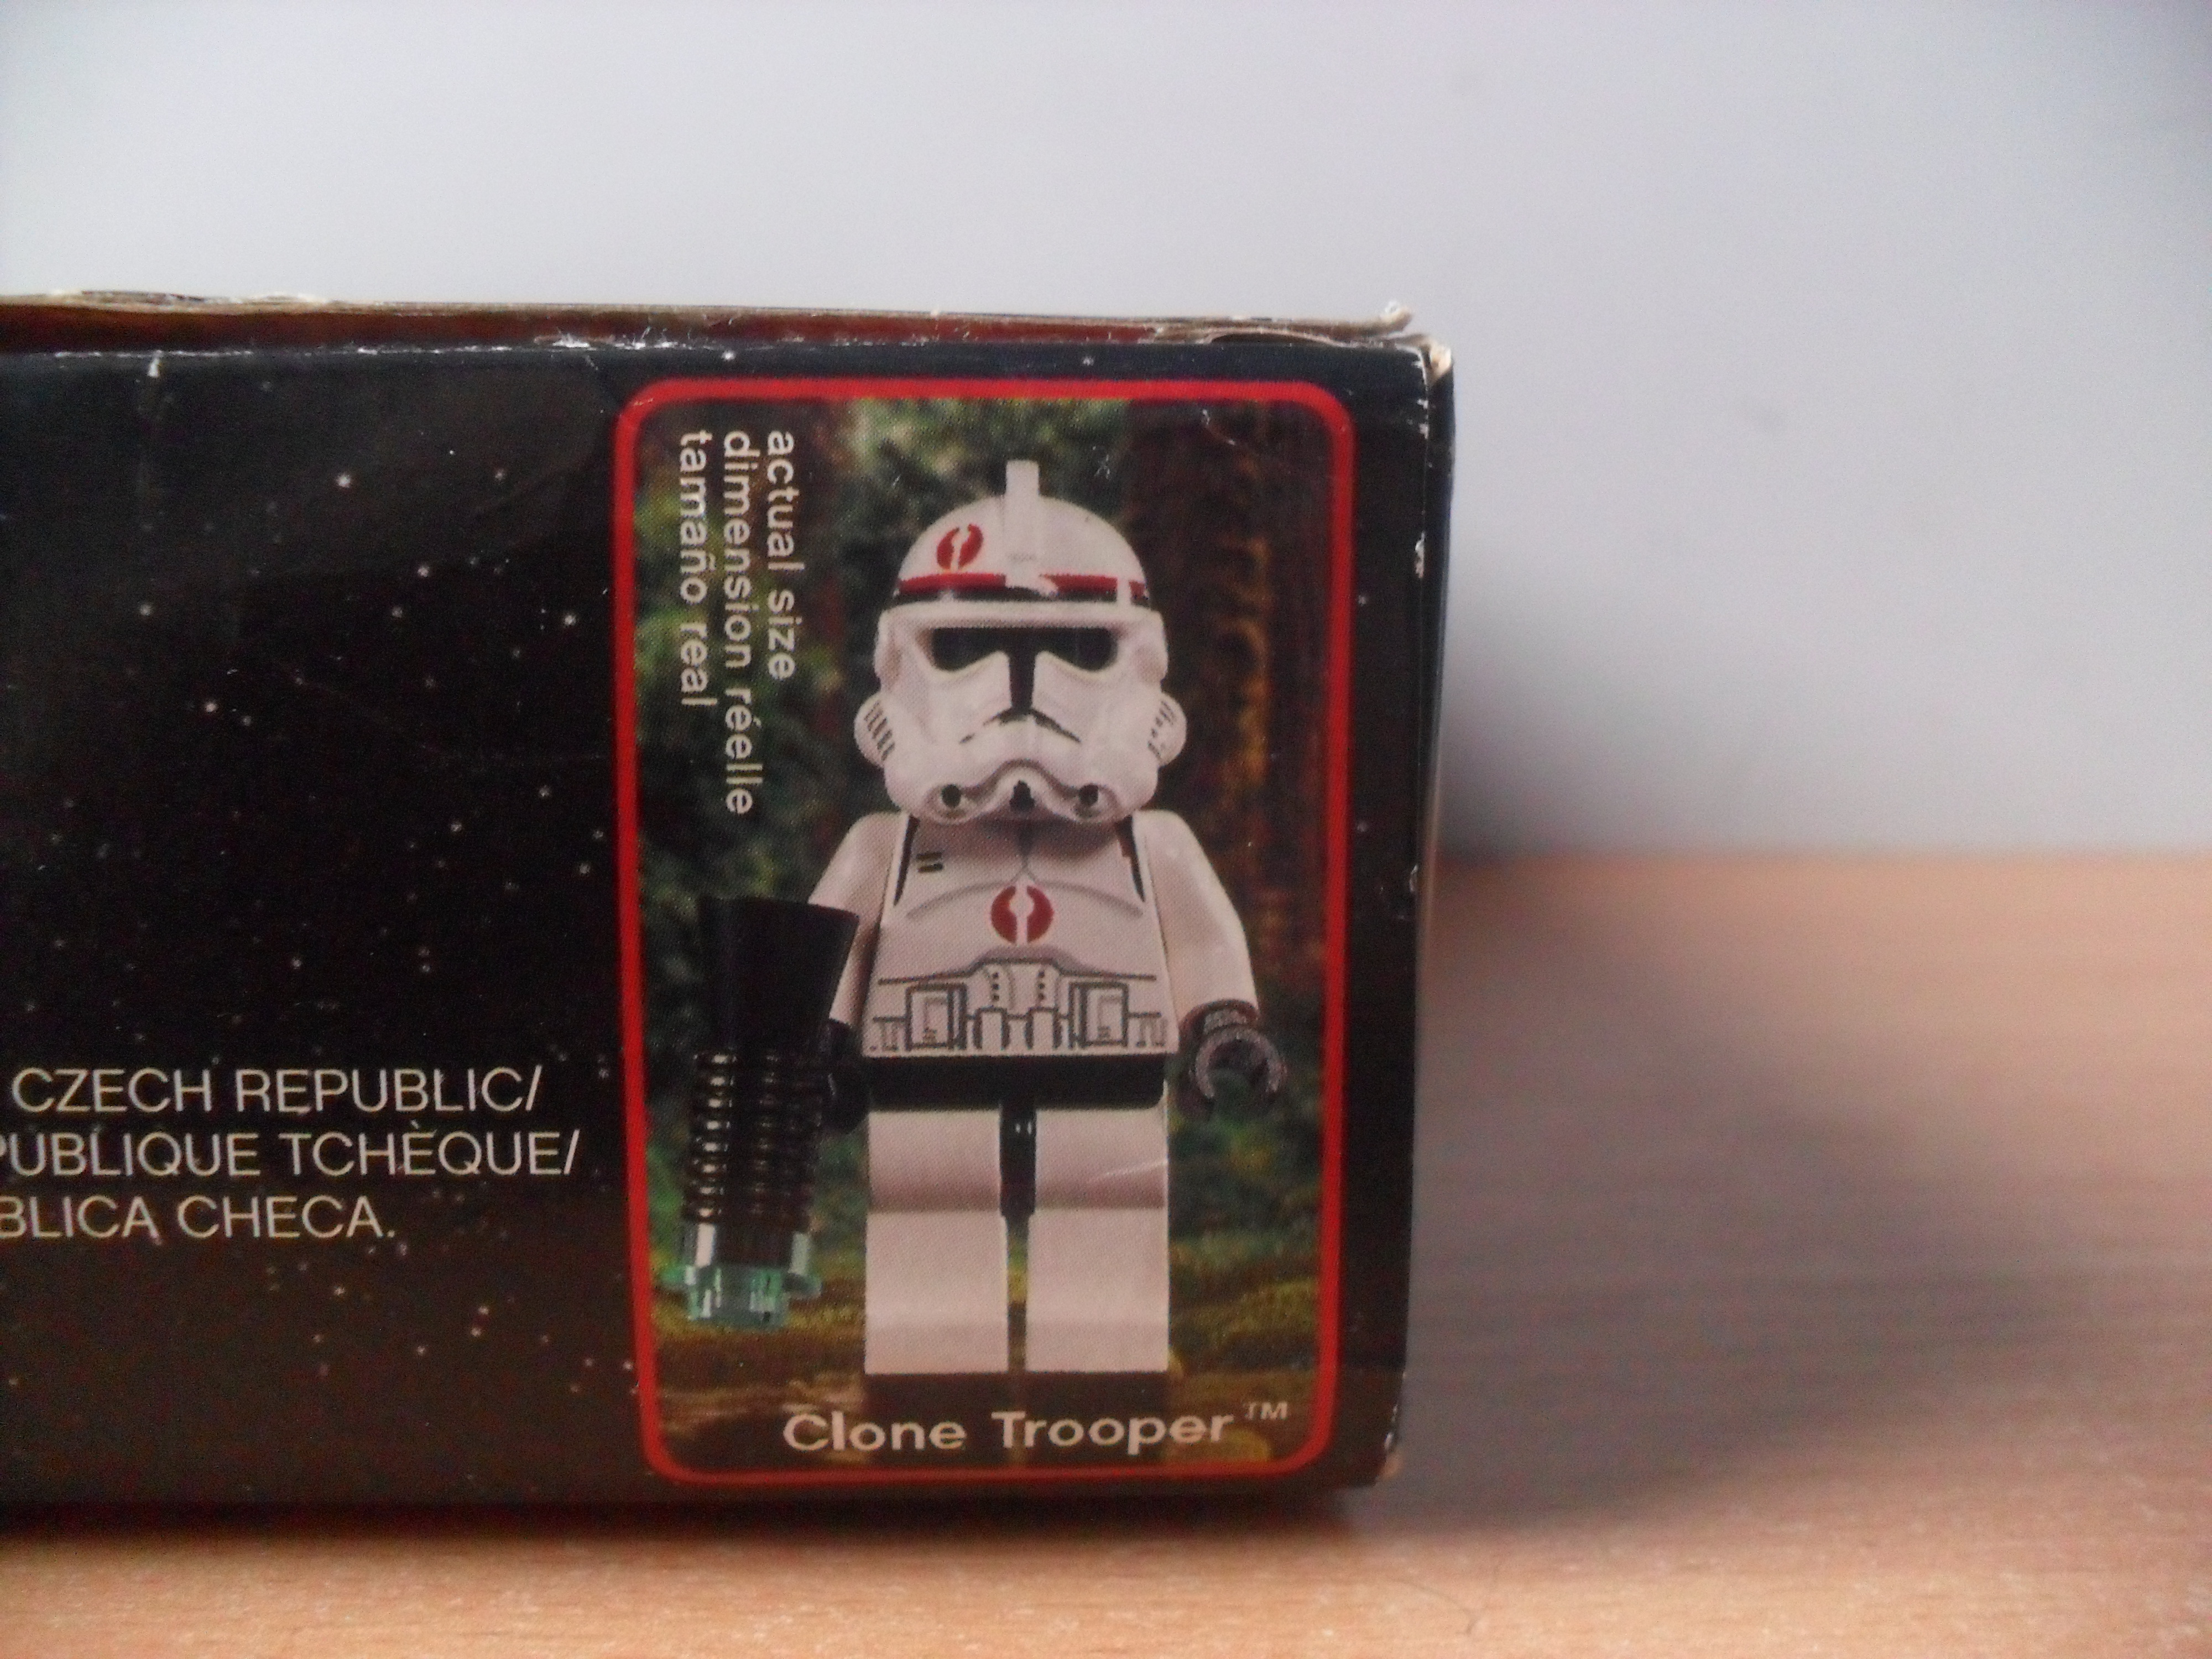 actual size
dimension réelle
tamaño real
CZECH REPUBLIC/
PUBLIQUE TCHÈQUE/
BLICA CHECA.
Clone Trooper™